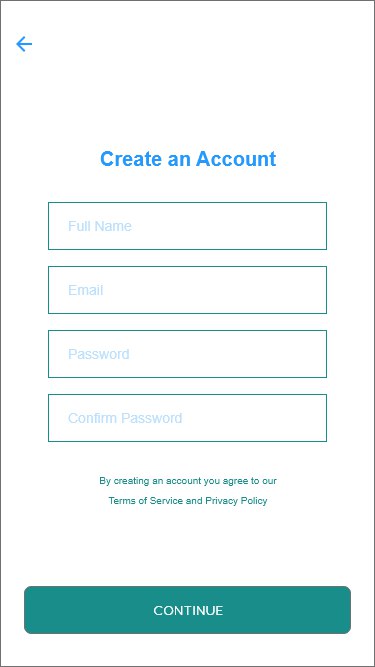 Create an Account
Full Name
Email
Password
Confirm Password
By creating an account you agree to our
Terms of Service and Privacy Policy
CONTINUE